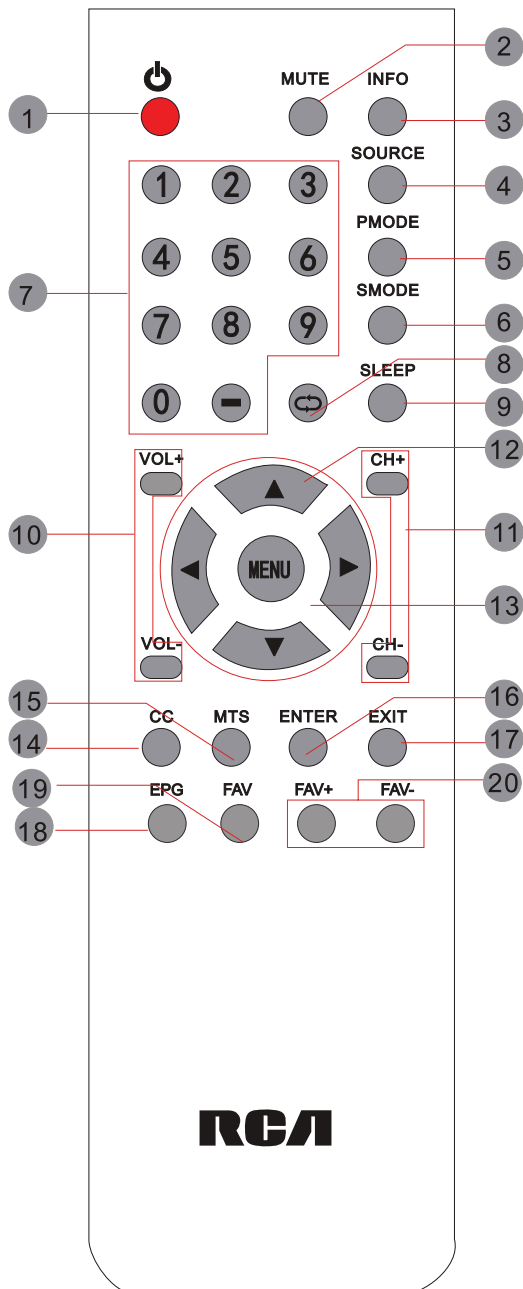 2
MUTE INFO
1
3
SOURCE
1 2 3
4
PMODE
4 5 6
5
7
SMODE
7 8 9
6
8
SLEEP
0 -
9
12
VOL+ CH+
10
11
MENU
13
VOL- CH-
16
15
CC MTS ENTER EXIT
14
17
19
20
EPG FAV FAV+ FAV-
18
RCA